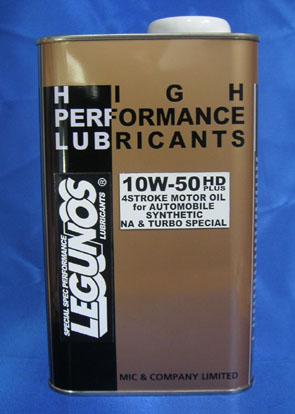 HIGH
PERFORMANCE
LUBRICANTS
10W-50 HD PLUS
4STROKE MOTOR OIL
for AUTOMOBILE
SYNTHETIC
NA & TURBO SPECIAL
SPECIAL SPEC PERFORMANCE
LEGUNOS®
LUBRICANTS
MIC & COMPANY LIMITED